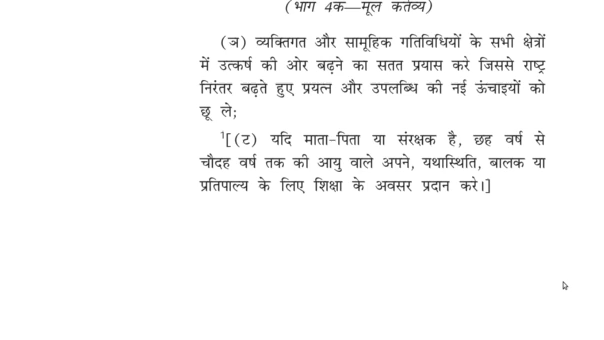 (भाग 4क—मूल कर्तव्य)
(ञ) व्यक्तिगत और सामूहिक गतिविधियों के सभी क्षेत्रों
में उत्कर्ष की ओर बढ़ने का सतत प्रयास करे जिससे राष्ट्र
निरंतर बढ़ते हुए प्रयत्न और उपलब्धि की नई ऊंचाइयों को
छू ले;
¹[(ट) यदि माता-पिता या संरक्षक है, छह वर्ष से
चौदह वर्ष तक की आयु वाले अपने, यथास्थिति, बालक या
प्रतिपाल्य के लिए शिक्षा के अवसर प्रदान करे।]